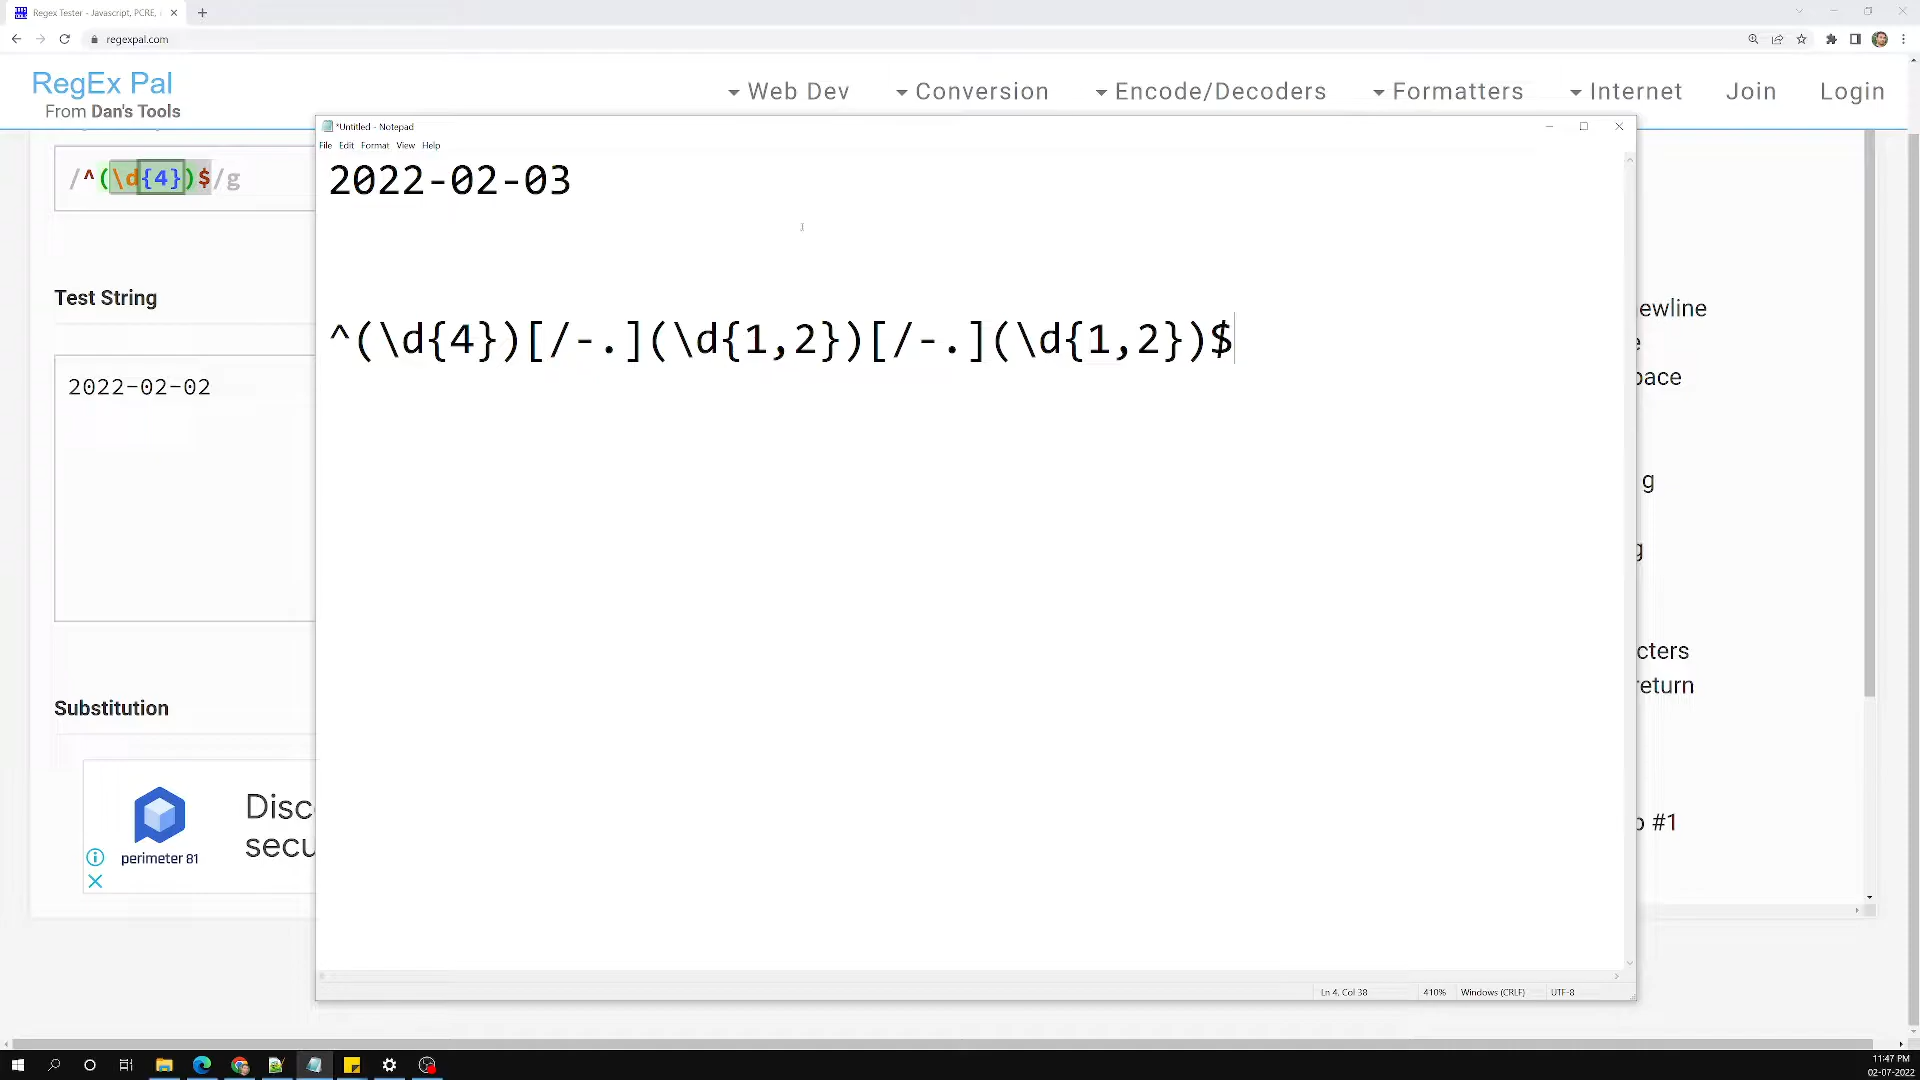 Regex Tester - Javascript, PCRE,
regexpal.com
RegEx Pal
From Dan's Tools
Web Dev
Conversion
Encode/Decoders
Formatters
Internet
Join
Login
*Untitled - Notepad
File Edit Format View Help
/^(\d{4})$/g
2022-02-03
^(\d{4})[/-.](\d{1,2})[/-.](\d{1,2})$
Test String
2022-02-02
Substitution
perimeter 81
Disc
secu
ewline
e
pace
g
g
cters
return
#1
Ln 4, Col 38
410%
Windows (CRLF)
UTF-8
11:47 PM
02-07-2022